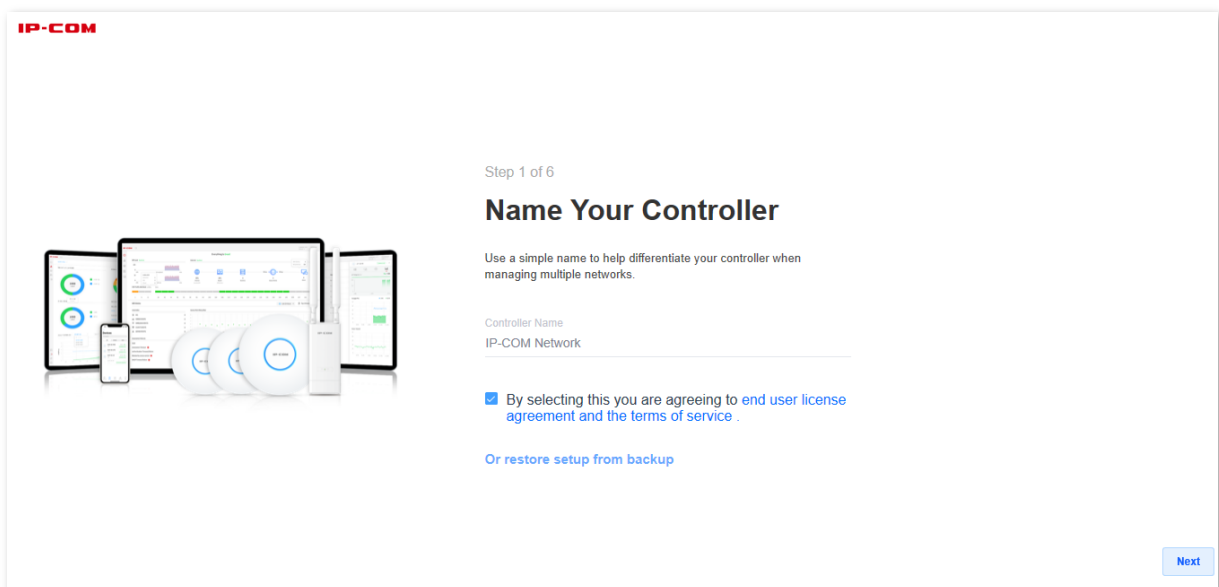 IP-COM
Step 1 of 6
Name Your Controller
Use a simple name to help differentiate your controller when
managing multiple networks.
Controller Name
IP-COM Network
By selecting this you are agreeing to end user license
agreement and the terms of service .
Or restore setup from backup
Next